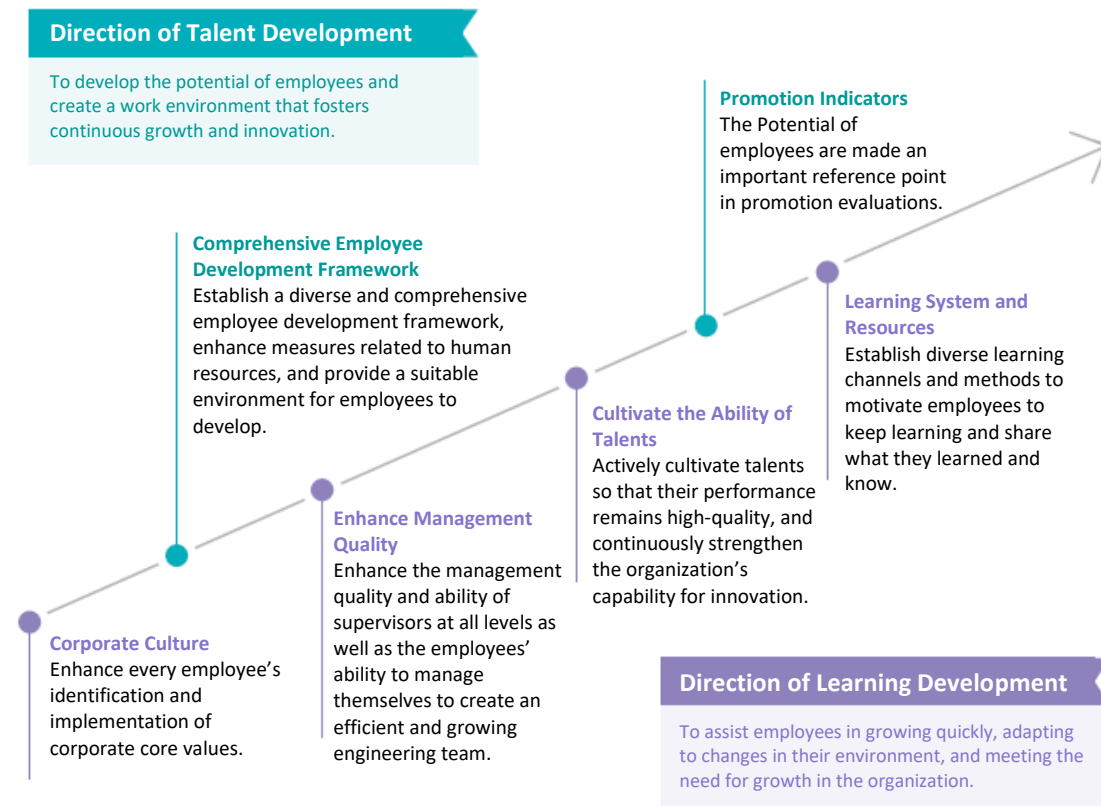 Direction of Talent Development
To develop the potential of employees and
create a work environment that fosters
continuous growth and innovation.
Promotion Indicators
The Potential of
employees are made an
important reference point
in promotion evaluations.
Comprehensive Employee
Development Framework
Establish a diverse and comprehensive
employee development framework,
enhance measures related to human
resources, and provide a suitable
environment for employees to
develop.
Learning System and
Resources
Establish diverse learning
channels and methods to
motivate employees to
keep learning and share
what they learned and
know.
Cultivate the Ability of
Talents
Actively cultivate talents
so that their performance
remains high-quality, and
continuously strengthen
the organization's
capability for innovation.
Enhance Management
Quality
Enhance the management
quality and ability of
supervisors at all levels as
well as the employees'
ability to manage
themselves to create an
efficient and growing
engineering team.
Corporate Culture
Enhance every employee's
identification and
implementation of
corporate core values.
Direction of Learning Development
To assist employees in growing quickly, adapting
to changes in their environment, and meeting the
need for growth in the organization.